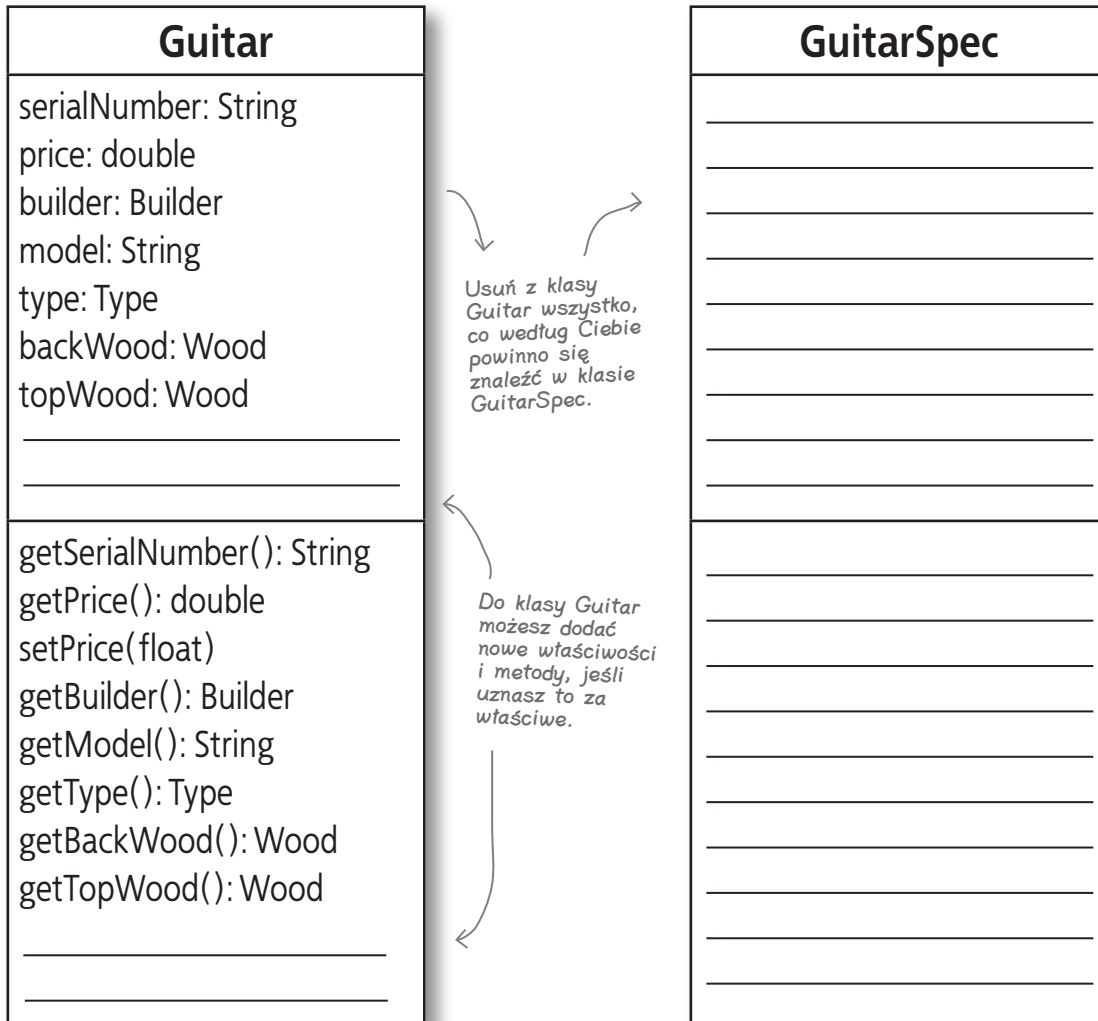 Guitar
serialNumber: String
price: double
builder: Builder
model: String
type: Type
backWood: Wood
topWood: Wood
getSerialNumber(): String
getPrice(): double
setPrice(float)
getBuilder(): Builder
getModel(): String
getType(): Type
getBackWood(): Wood
getTopWood(): Wood
Usuń z klasy
Guitar wszystko,
co według Ciebie
powinno się
znaleźć w klasie
GuitarSpec.
Do klasy Guitar
możesz dodać
nowe właściwości
i metody, jeśli
uznasz to za
właściwe.
GuitarSpec